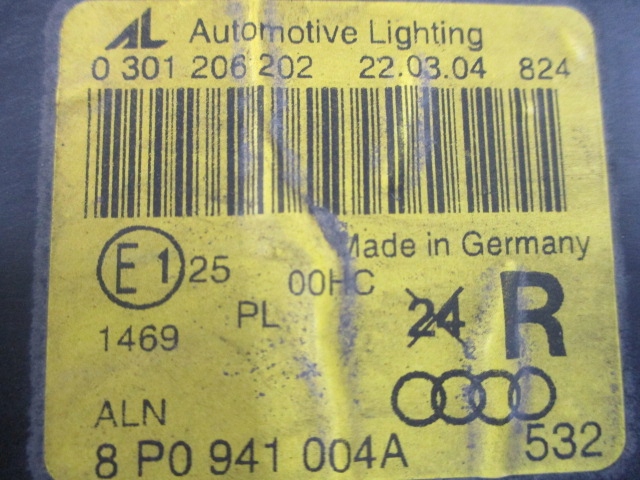 AL Automotive Lighting
0 301 206 202 22.03.04 824
Made in Germany
E1 25 00HC
1469 PL 24 R
ALN
8 P0 941 004A 532